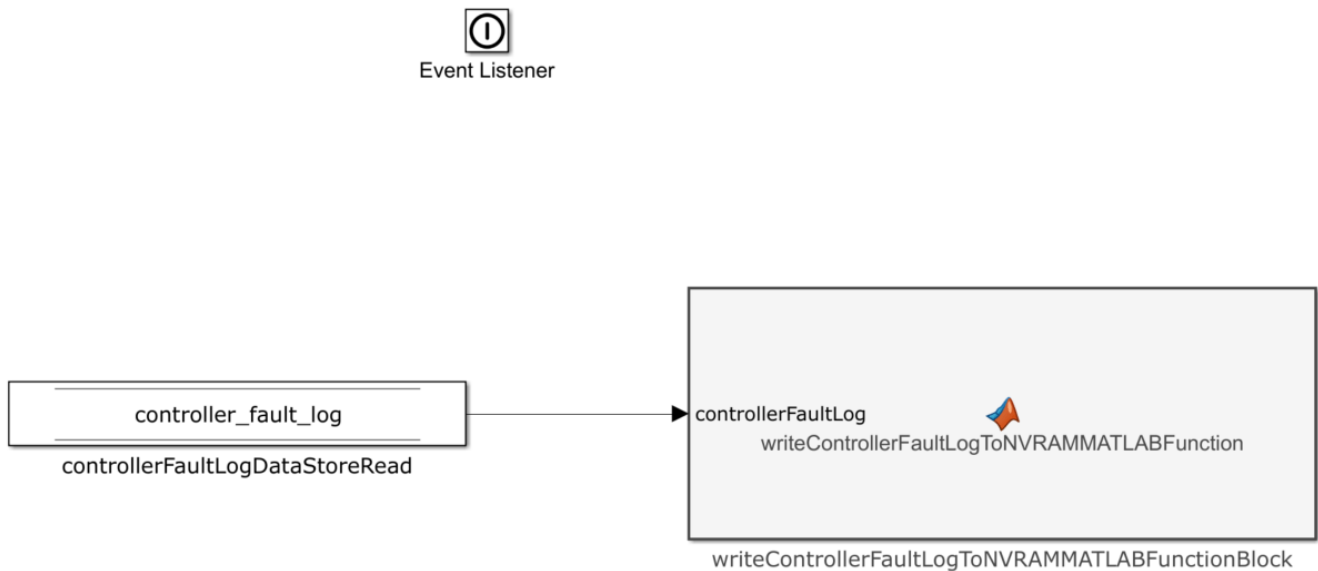 Event Listener
controller_fault_log
controllerFaultLogDataStoreRead
controllerFaultLog
writeControllerFaultLogToNVRAMMATLABFunction
writeControllerFaultLogToNVRAMMATLABFunctionBlock